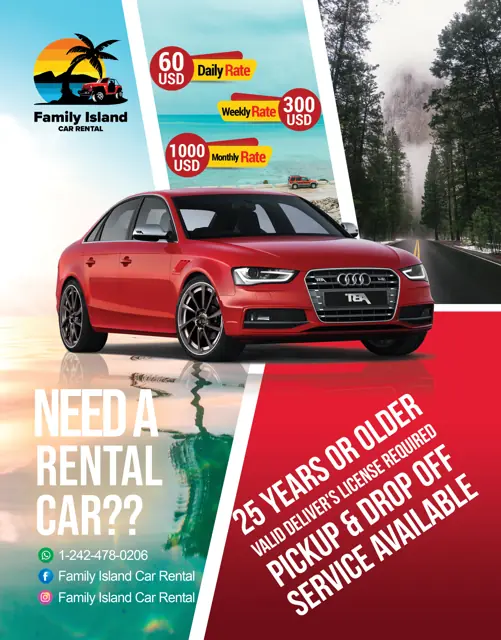 Family Island
CAR RENTAL
60
USD
Daily Rate
Weekly Rate
300
USD
1000
USD
Monthly Rate
TBA
NEED A
RENTAL
CAR??
1-242-478-0206
Family Island Car Rental
Family Island Car Rental
25 YEARS OR OLDER
VALID DELIVER'S LICENSE REQUIRED
PICKUP & DROP OFF
SERVICE AVAILABLE